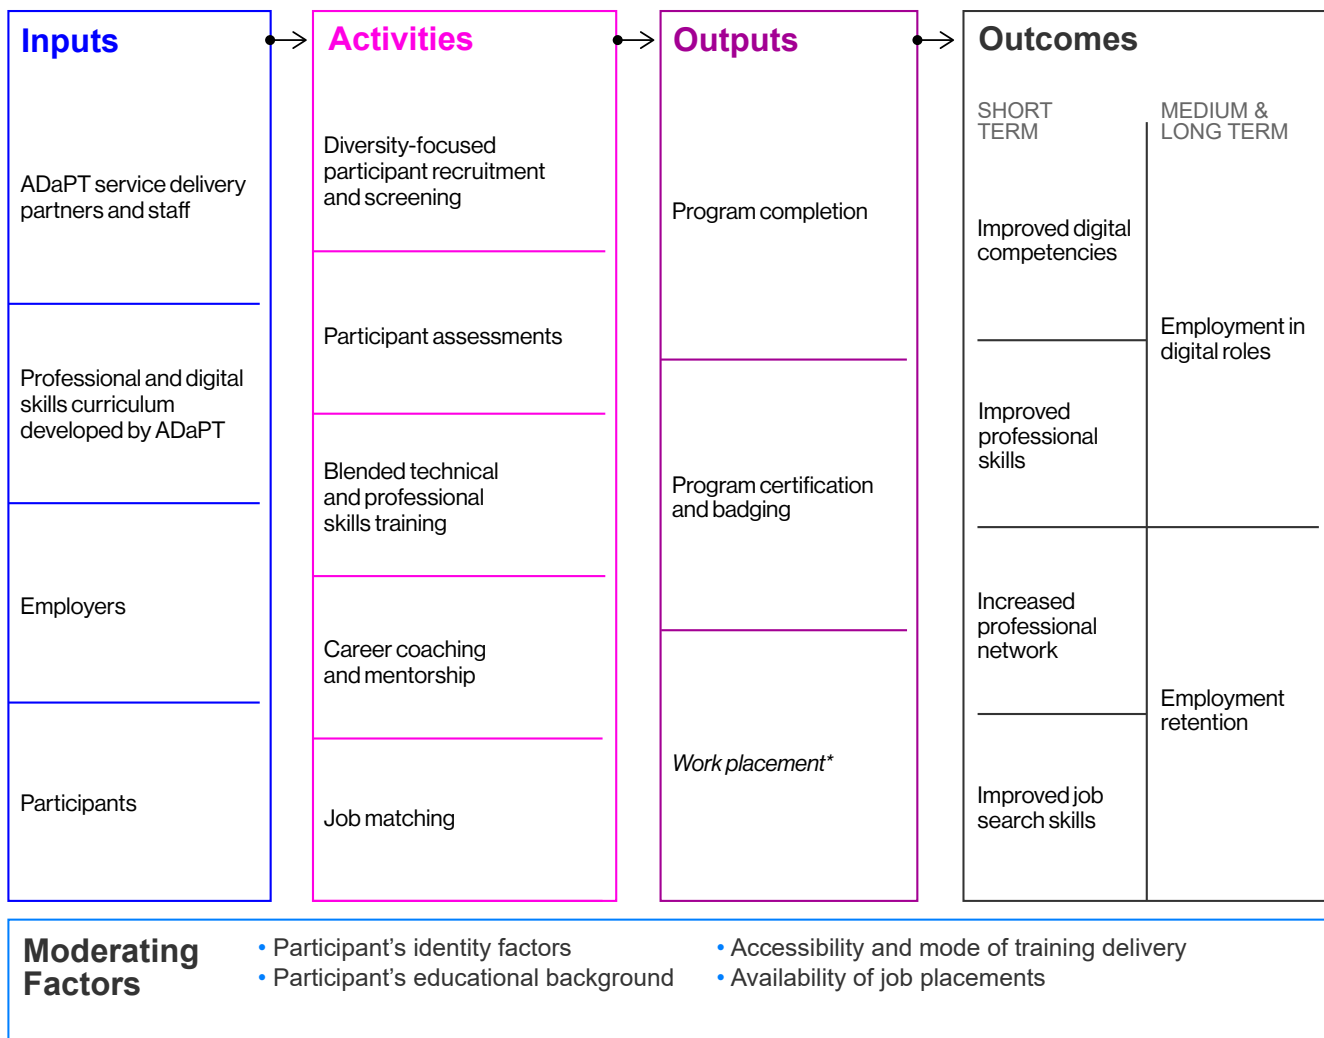 Inputs
ADaPT service delivery
partners and staff
Professional and digital
skills curriculum
developed by ADaPT
Employers
Participants
Activities
Diversity-focused
participant recruitment
and screening
Participant assessments
Blended technical
and professional
skills training
Career coaching
and mentorship
Job matching
Outputs
Program completion
Program certification
and badging
Work placement*
Outcomes
SHORT
TERM
Improved digital
competencies
Improved
professional
skills
Increased
professional
network
Improved job
search skills
MEDIUM &
LONG TERM
Employment in
digital roles
Employment
retention
Moderating
Factors
• Participant’s identity factors
• Participant’s educational background
• Accessibility and mode of training delivery
• Availability of job placements